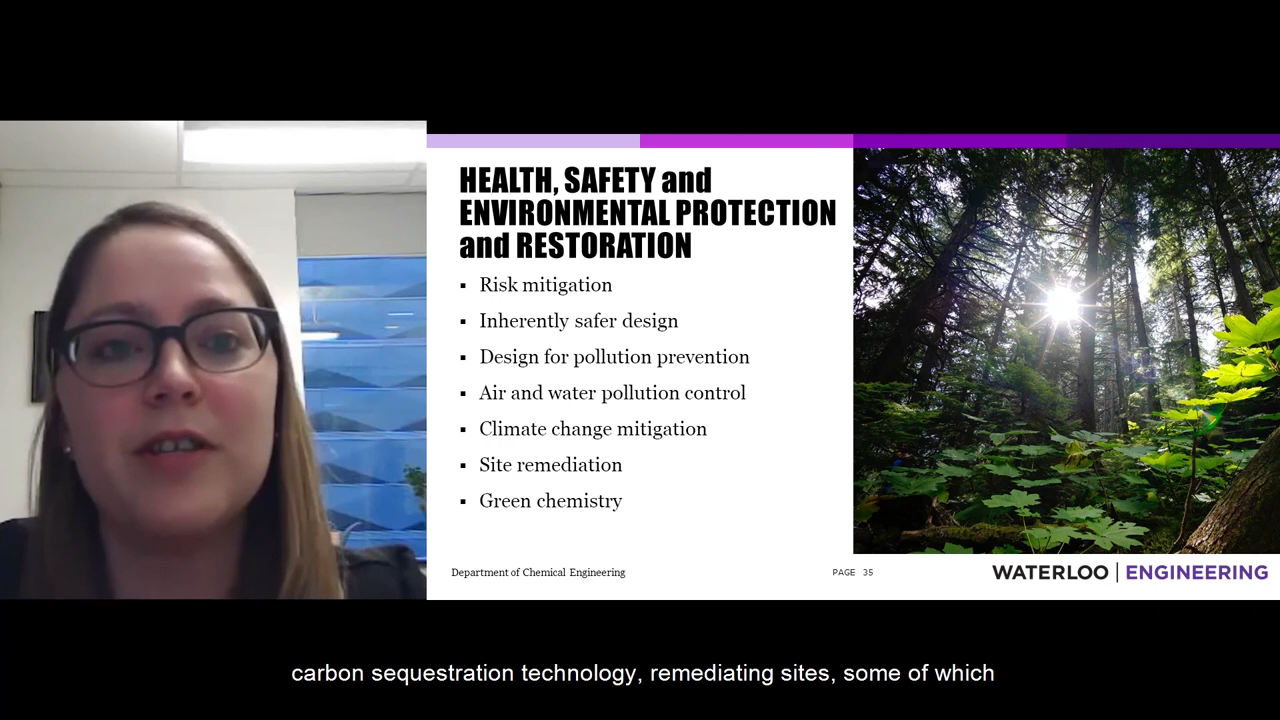 HEALTH, SAFETY and
ENVIRONMENTAL PROTECTION
and RESTORATION
▪ Risk mitigation
▪ Inherently safer design
▪ Design for pollution prevention
▪ Air and water pollution control
▪ Climate change mitigation
▪ Site remediation
▪ Green chemistry
Department of Chemical Engineering
PAGE 35
WATERLOO | ENGINEERING
carbon sequestration technology, remediating sites, some of which